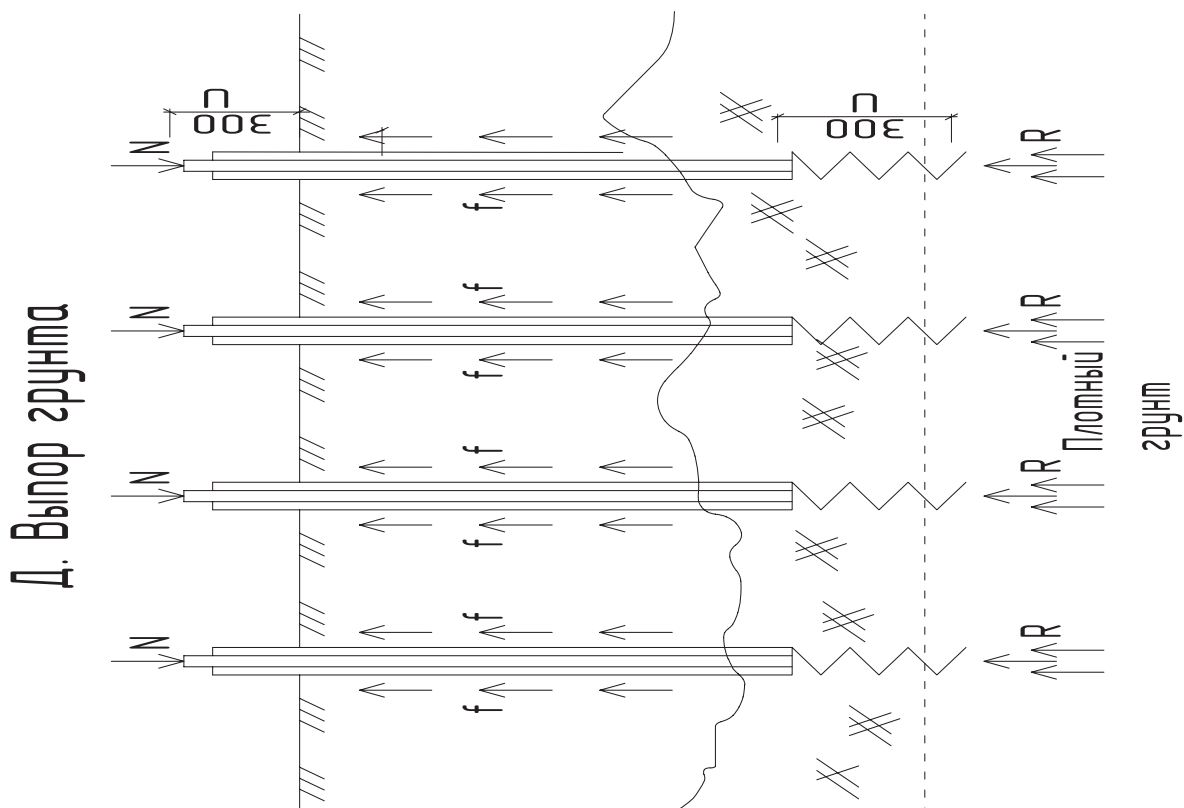 Д. Выпор грунта
N N N N
300
f f f f f f f
300
R R R R
Плотный
грунт